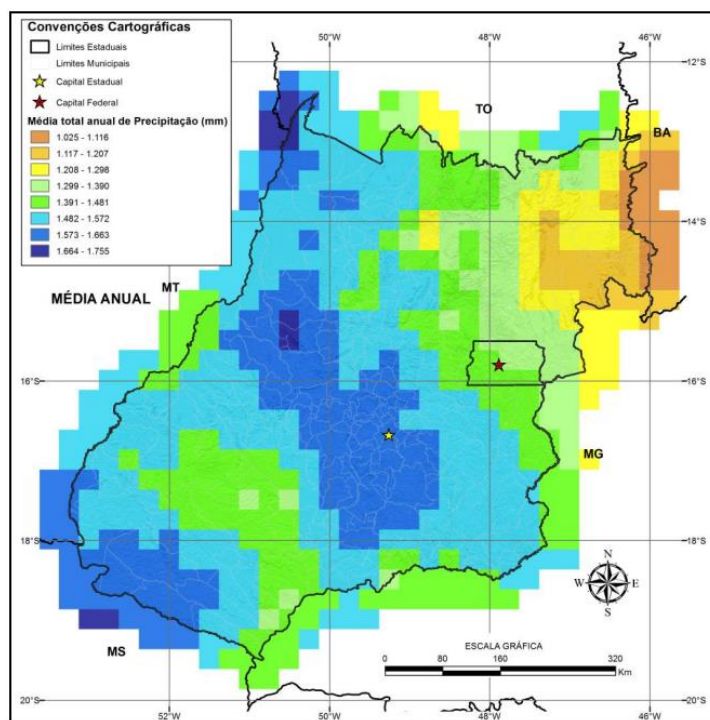 Convenções Cartográficas
Limites Estaduais
Limites Municipais
Capital Estadual
Capital Federal
Média total anual de Precipitação (mm)
1.025 - 1.116
1.117 - 1.207
1.208 - 1.298
1.299 - 1.390
1.391 - 1.481
1.482 - 1.572
1.573 - 1.663
1.664 - 1.755
50°W 48°W 46°W
12°S
TO
BA
14°S
MÉDIA ANUAL
MT
16°S 16°S
MG
18°S 18°S
N
W E
S
MS
ESCALA GRÁFICA
0 80 160 320
Km
20°S 20°S
52°W 50°W 48°W 46°W